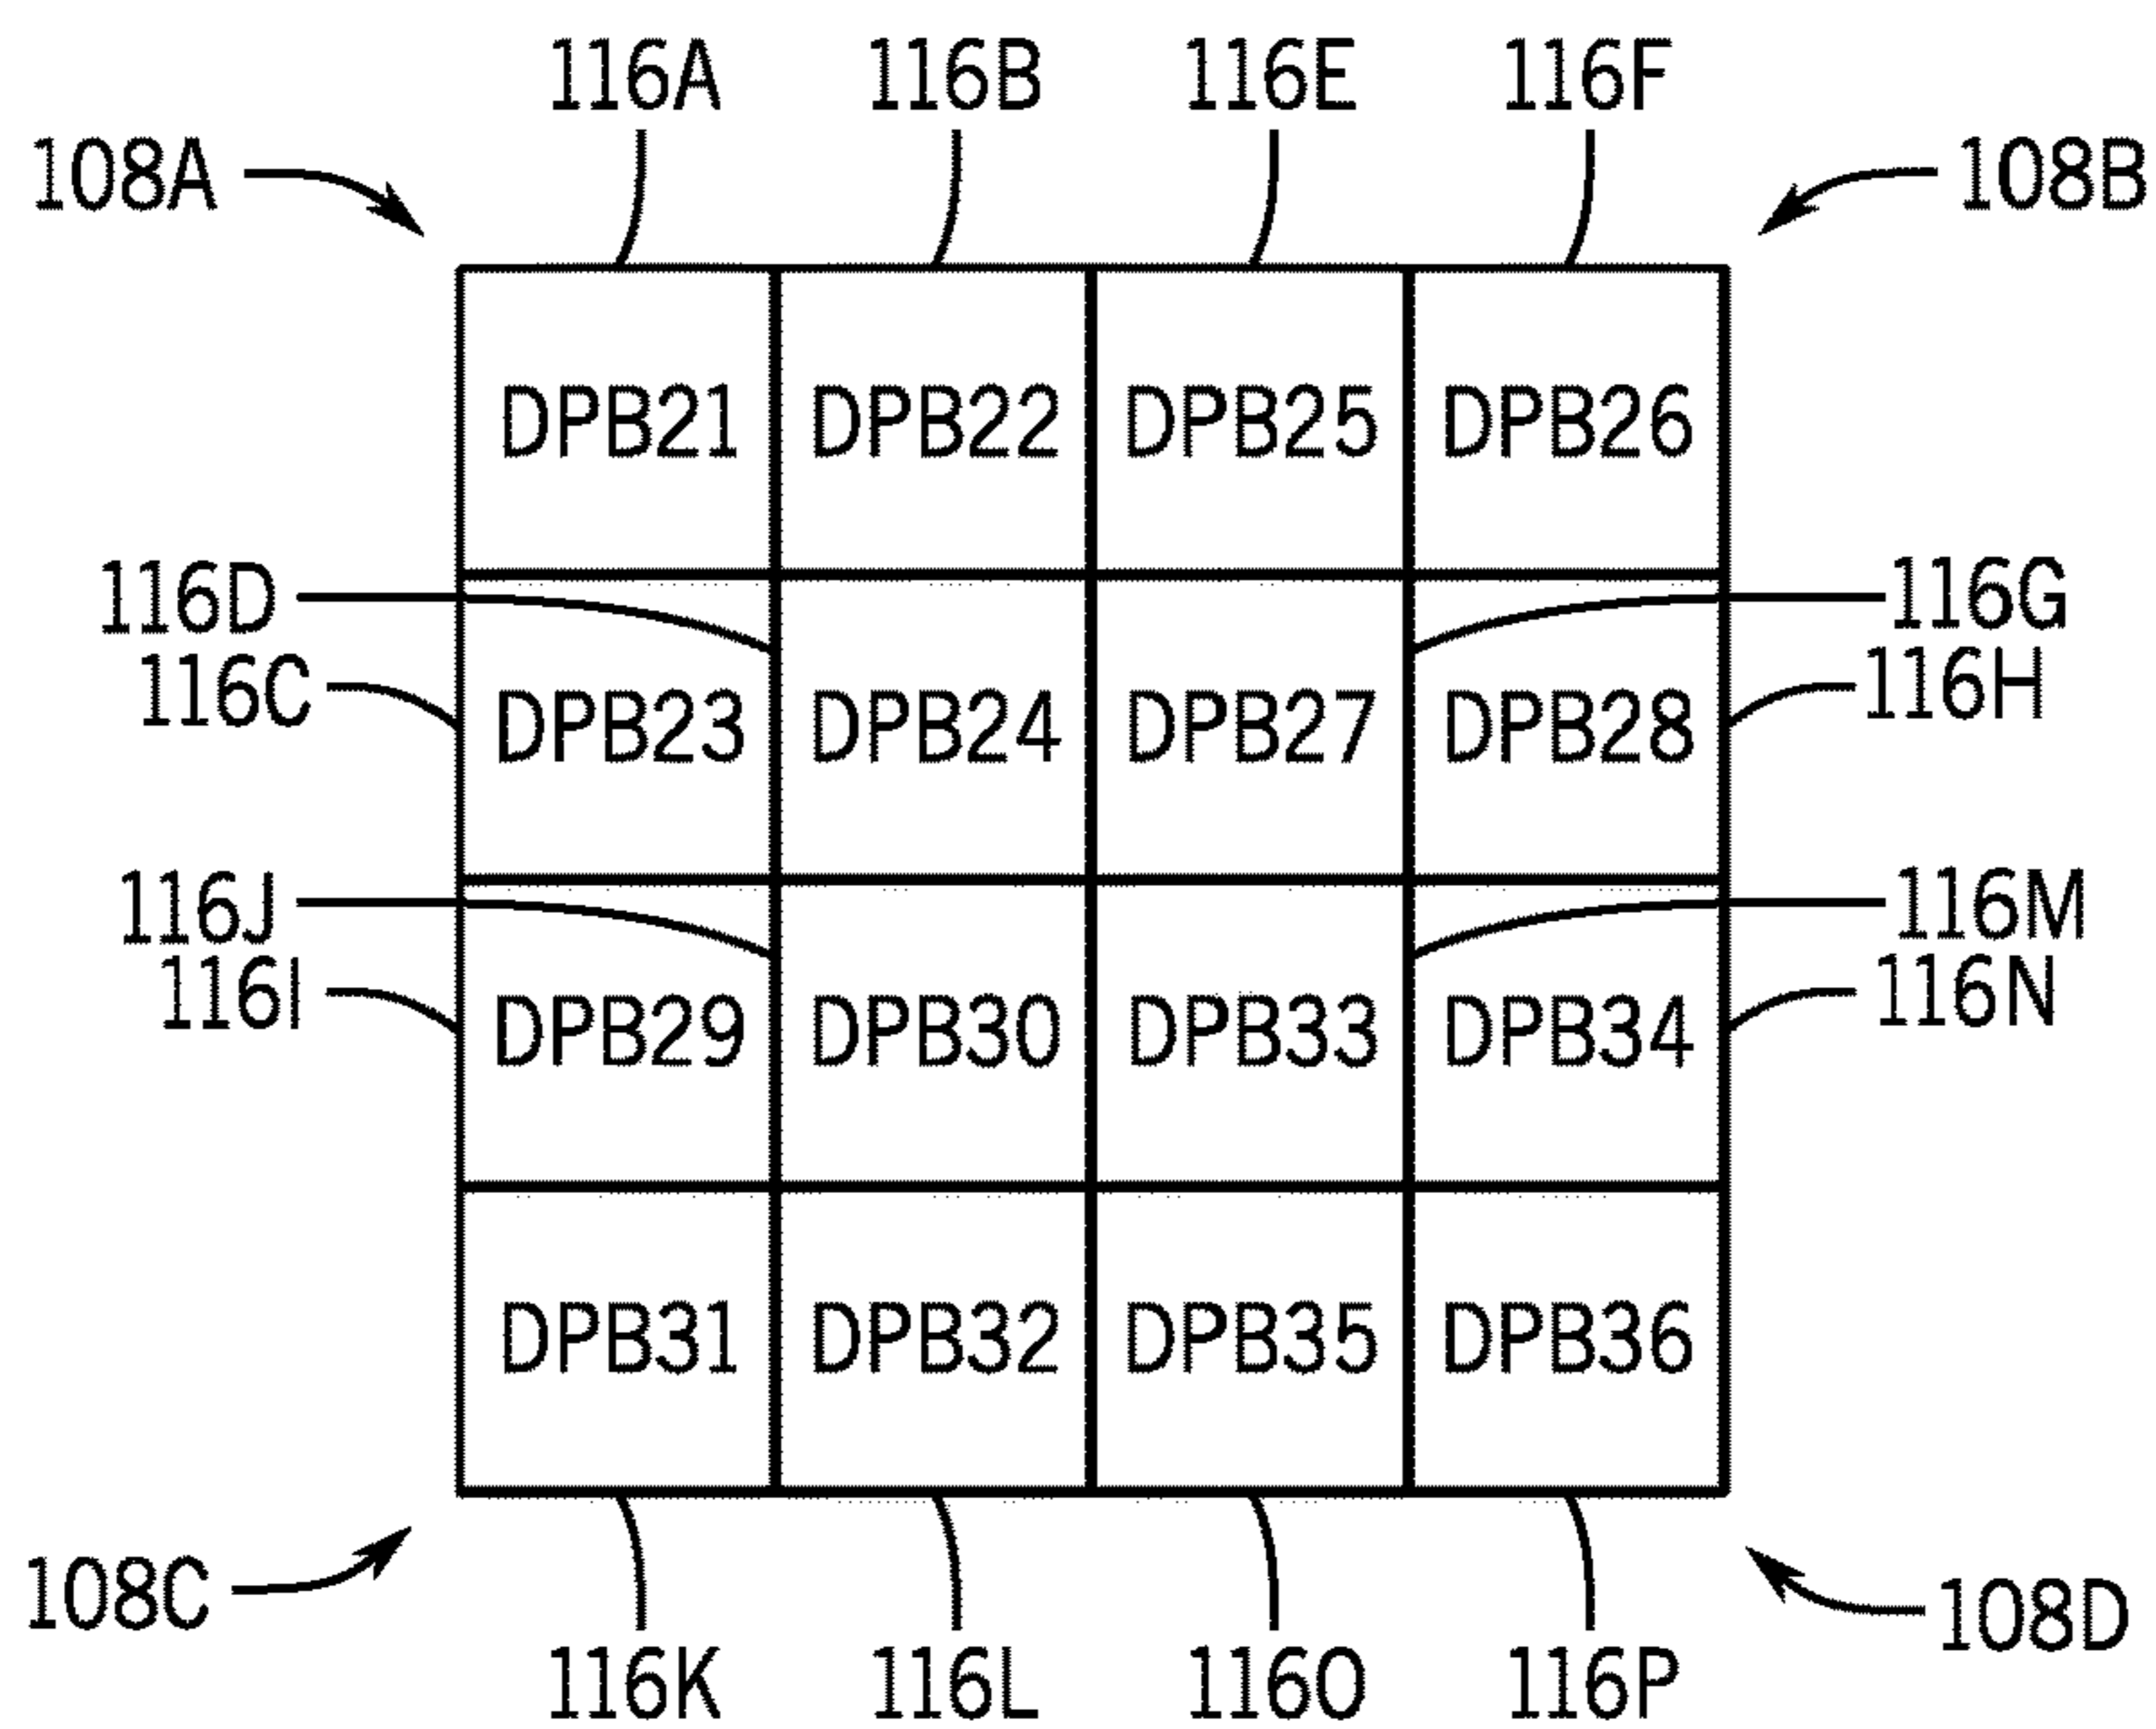 116A 116B 116E 116F
108A 108B
DPB21 DPB22 DPB25 DPB26
116D 116G
116C 116H
DPB23 DPB24 DPB27 DPB28
116J 116M
116I 116N
DPB29 DPB30 DPB33 DPB34
DPB31 DPB32 DPB35 DPB36
108C 108D
116K 116L 116O 116P